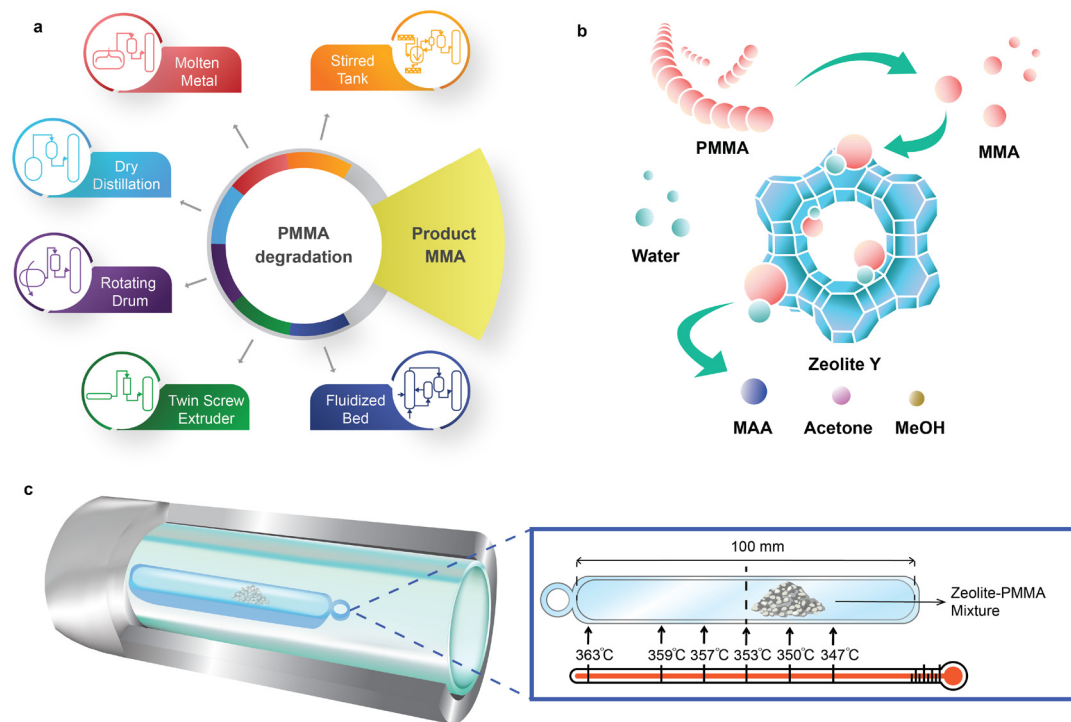 a
Molten
Metal
Stirred
Tank
Dry
Distillation
Rotating
Drum
Twin Screw
Extruder
Fluidized
Bed
PMMA
degradation
Product
MMA
b
PMMA
MMA
Water
Zeolite Y
MAA
Acetone
MeOH
c
100 mm
Zeolite-PMMA
Mixture
363°C 359°C 357°C 353°C 350°C 347°C